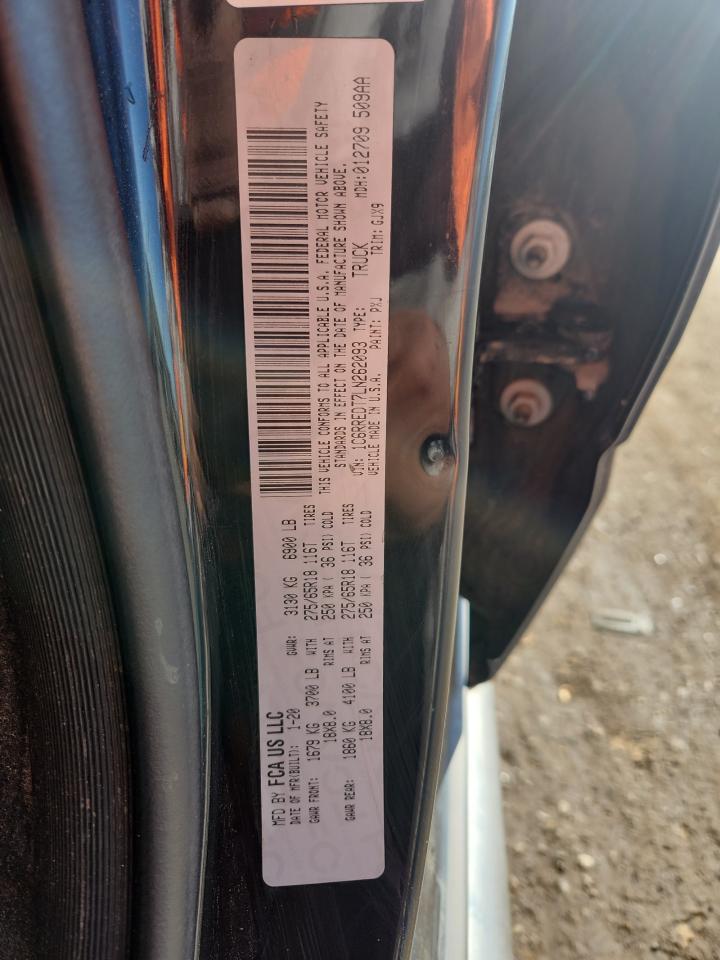 MFD BY FCA US LLC
DATE OF MFR(BUILT): 1-20 GVWR: 3130 KG 6900 LB
GAWR FRONT: 1679 KG 3700 LB WITH 275/65R18 116T TIRES
18X8.0 RIMS AT 250 KPA ( 36 PSI) COLD
GAWR REAR: 1860 KG 4100 LB WITH 275/65R18 116T TIRES
18X8.0 RIMS AT 250 KPA ( 36 PSI) COLD
THIS VEHICLE CONFORMS TO ALL APPLICABLE U.S.A. FEDERAL MOTOR VEHICLE SAFETY
STANDARDS IN EFFECT ON THE DATE OF MANUFACTURE SHOWN ABOVE.
VIN: 1C6RREDT7LN262093 TYPE: TRUCK MDH:012709 509AA
VEHICLE MADE IN U.S.A. PAINT: PXJ TRIM: GJX9